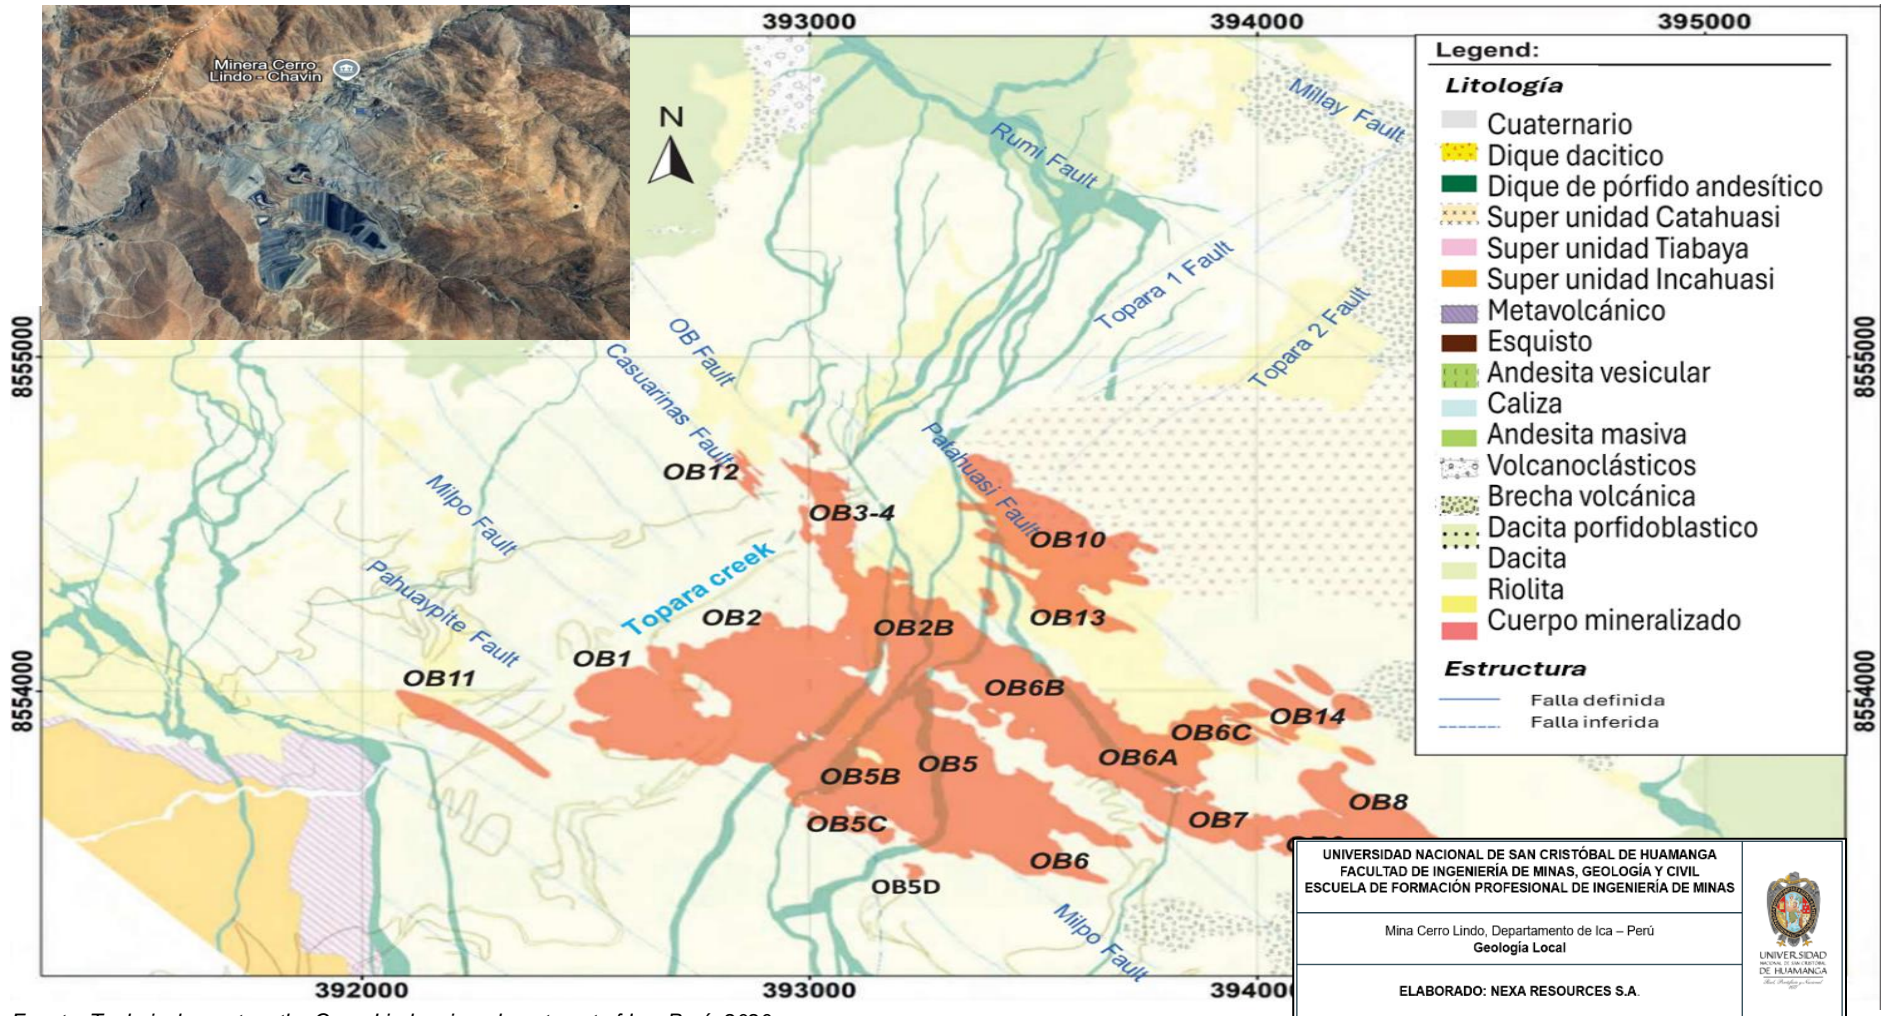 393000
394000
395000
Minera Cerro
Lindo - Chavin
N
Legend:
Litología
Cuaternario
Dique dacitico
Dique de pórfido andesítico
Super unidad Catahuasi
Super unidad Tiabaya
Super unidad Incahuasi
Metavolcánico
Esquisto
Andesita vesicular
Caliza
Andesita masiva
Volcanoclásticos
Brecha volcánica
Dacita porfidoblastico
Dacita
Riolita
Cuerpo mineralizado
Estructura
Falla definida
Falla inferida
Millay Fault
Rumi Fault
Topara 1 Fault
Topara 2 Fault
OB Fault
Casuarinas Fault
Patahuasi Fault
Milpo Fault
Pahuaypite Fault
Topara creek
8555000
8555000
8554000
8554000
OB12
OB3-4
OB10
OB13
OB2
OB2B
OB1
OB11
OB6B
OB14
OB6C
OB6A
OB5
OB5B
OB8
OB7
OB5C
OB6
OB5D
Milpo Fault
392000
393000
UNIVERSIDAD NACIONAL DE SAN CRISTÓBAL DE HUAMANGA
FACULTAD DE INGENIERÍA DE MINAS, GEOLOGÍA Y CIVIL
ESCUELA DE FORMACIÓN PROFESIONAL DE INGENIERÍA DE MINAS
Mina Cerro Lindo, Departamento de Ica – Perú
Geología Local
ELABORADO: NEXA RESOURCES S.A.
UNIVERSIDAD
NACIONAL DE SAN CRISTÓBAL
DE HUAMANGA